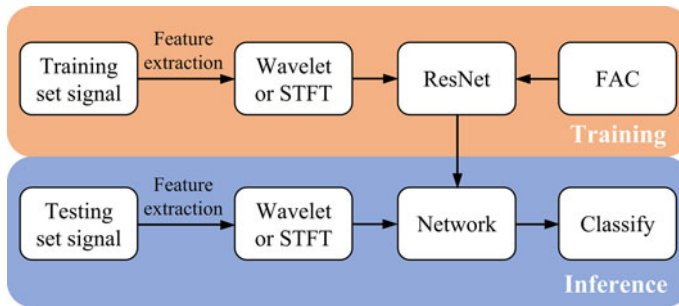 Feature
extraction
Training
set signal
Wavelet
or STFT
ResNet
FAC
Training
Feature
extraction
Testing
set signal
Wavelet
or STFT
Network
Classify
Inference